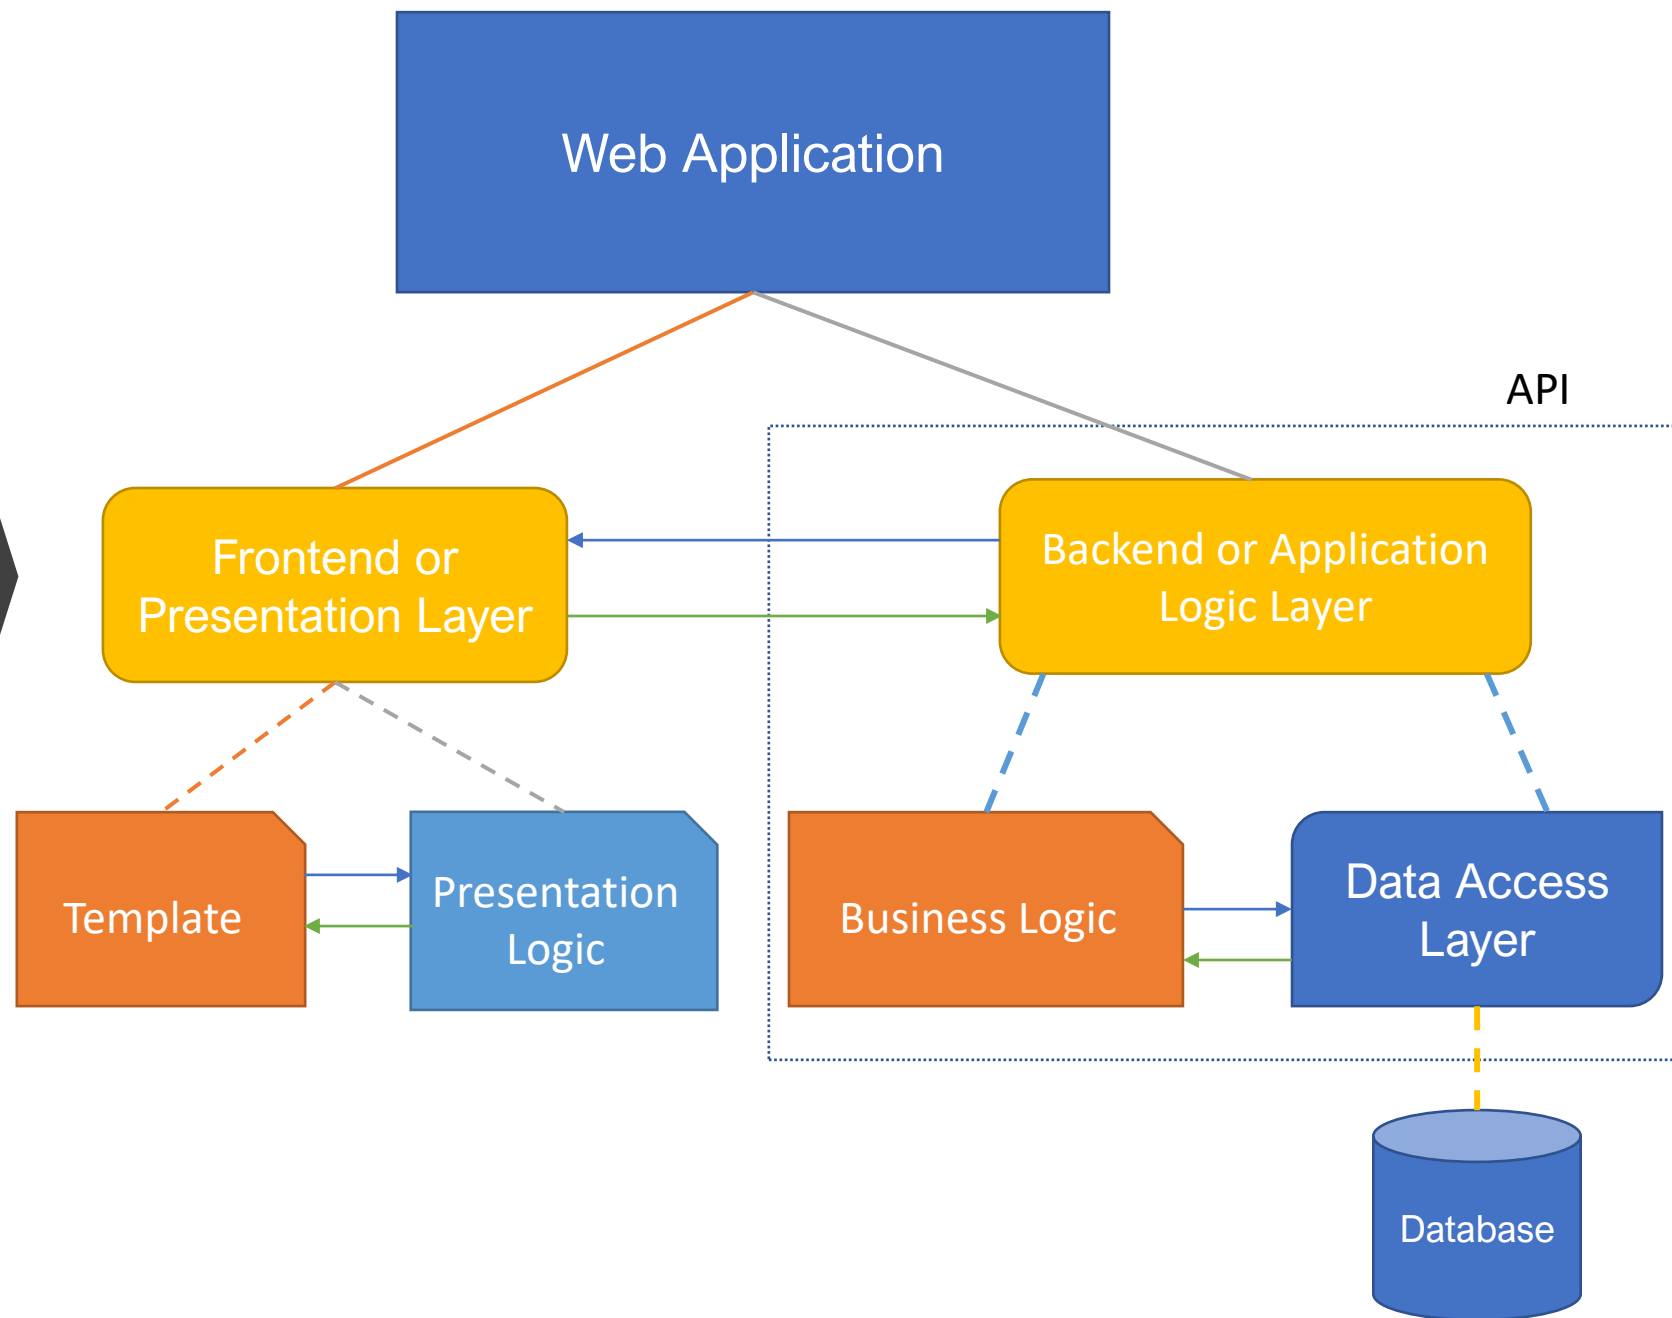 Web Application
API
Frontend or
Presentation Layer
Backend or Application
Logic Layer
Template
Presentation
Logic
Business Logic
Data Access
Layer
Database